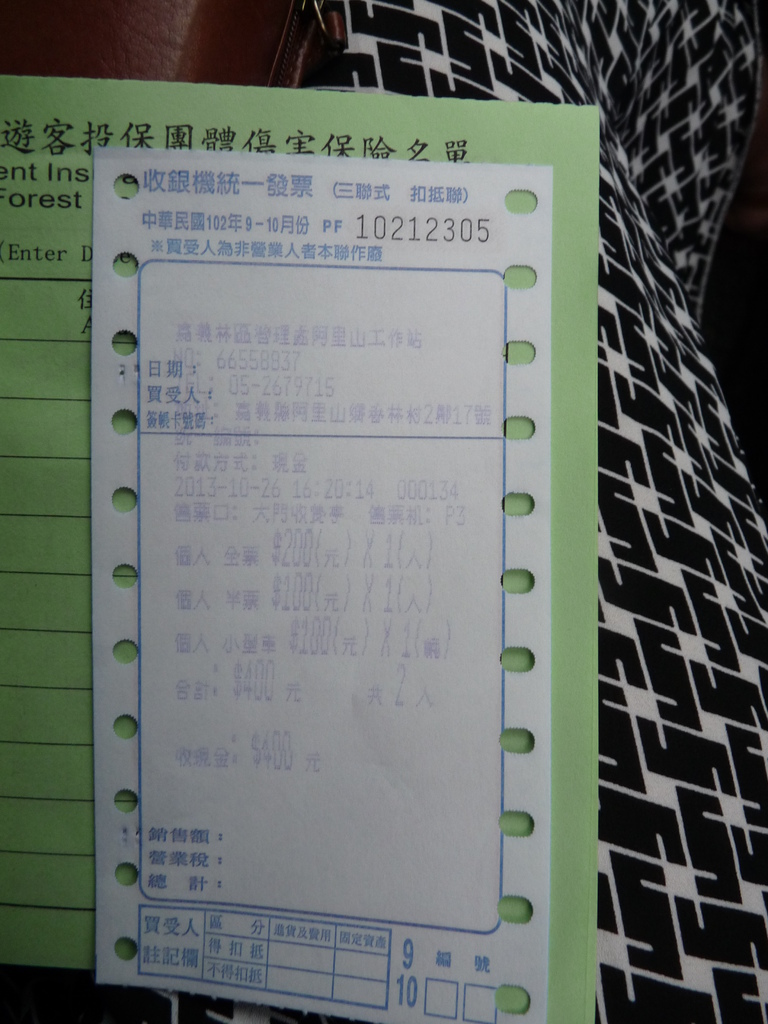 遊客投保團體傷害保險名單
ent Ins
Forest
(Enter D
收銀機統一發票 (三聯式 扣抵聯)
中華民國102年9-10月份 PF 10212305
※買受人為非營業人者本聯作廢
嘉義林區管理處阿里山工作站
NO: 66558837
日期:
TEL: 05-2679715
買受人:
嘉義縣阿里山鄉香林村2鄰17號
簽帳卡號碼:
付款方式: 現金
2013-10-26 16:20:14 000134
售票口: 大門收費亭 售票机: P3
個人 全票 $200(元) X 1(人)
個人 半票 $100(元) X 1(人)
個人 小型車 $100(元) X 1(輛)
合計: $400 元 共 2 人
收現金: $400 元
銷售額:
營業稅:
總計:
買受人註記欄
區分 進貨及費用 固定資產
得扣抵
不得扣抵
9 編號
10